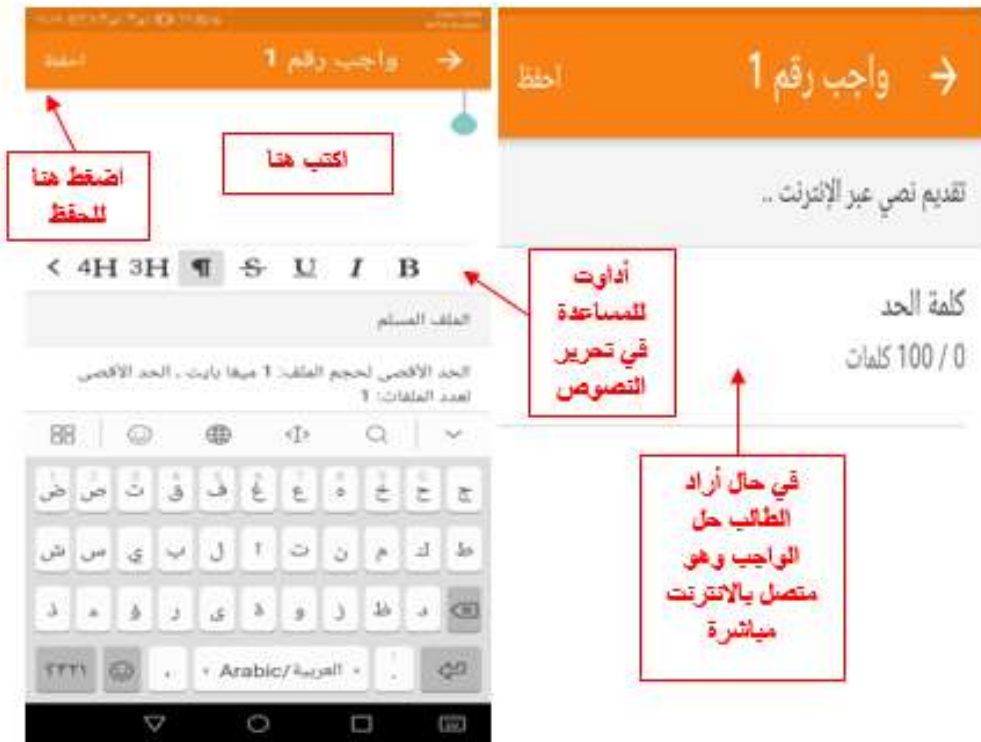 واجب رقم 1
احفظ
تقديم نصي عبر الإنترنت ..
كلمة الحد
0 / 100 كلمات
في حال أراد
الطالب حل
الواجب وهو
متصل بالانترنت
مباشرة
واجب رقم 1
احفظ
اكتب هنا
اضغط هنا
للحفظ
B I U S ¶ 3H 4H <
أداوت
للمساعدة
في تحرير
النصوص
الملف المسلم
الحد الأقصى لحجم الملف: 1 ميغا بايت ، الحد الأقصى
لعدد الملفات: 1
ض ص ث ق ف غ ع ه خ ح ج
ش س ي ب ل ا ت ن م ك ط
ذ ء ؤ ر ى ة و ز ظ د
العربية/Arabic